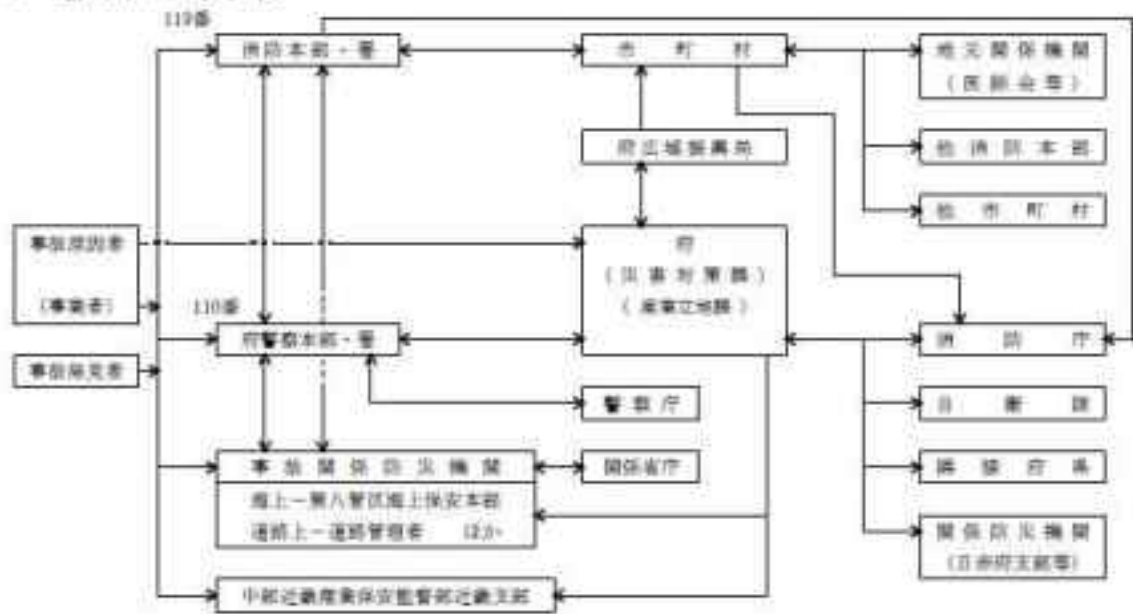 119番
消防本部・署
市町村
地元関係機関
(医師会等)
府広域振興局
他消防本部
他市町村
事故原因者
(事業者)
府
(災害対策課)
(産業立地課)
110番
府警察本部・署
消防庁
事故発見者
警察庁
自衛隊
事故関係防災機関
関係省庁
隣接府県
海上－第八管区海上保安本部
道路上－道路管理者
関係防災機関
(日赤府支部等)
中部近畿産業保安監督部近畿支部